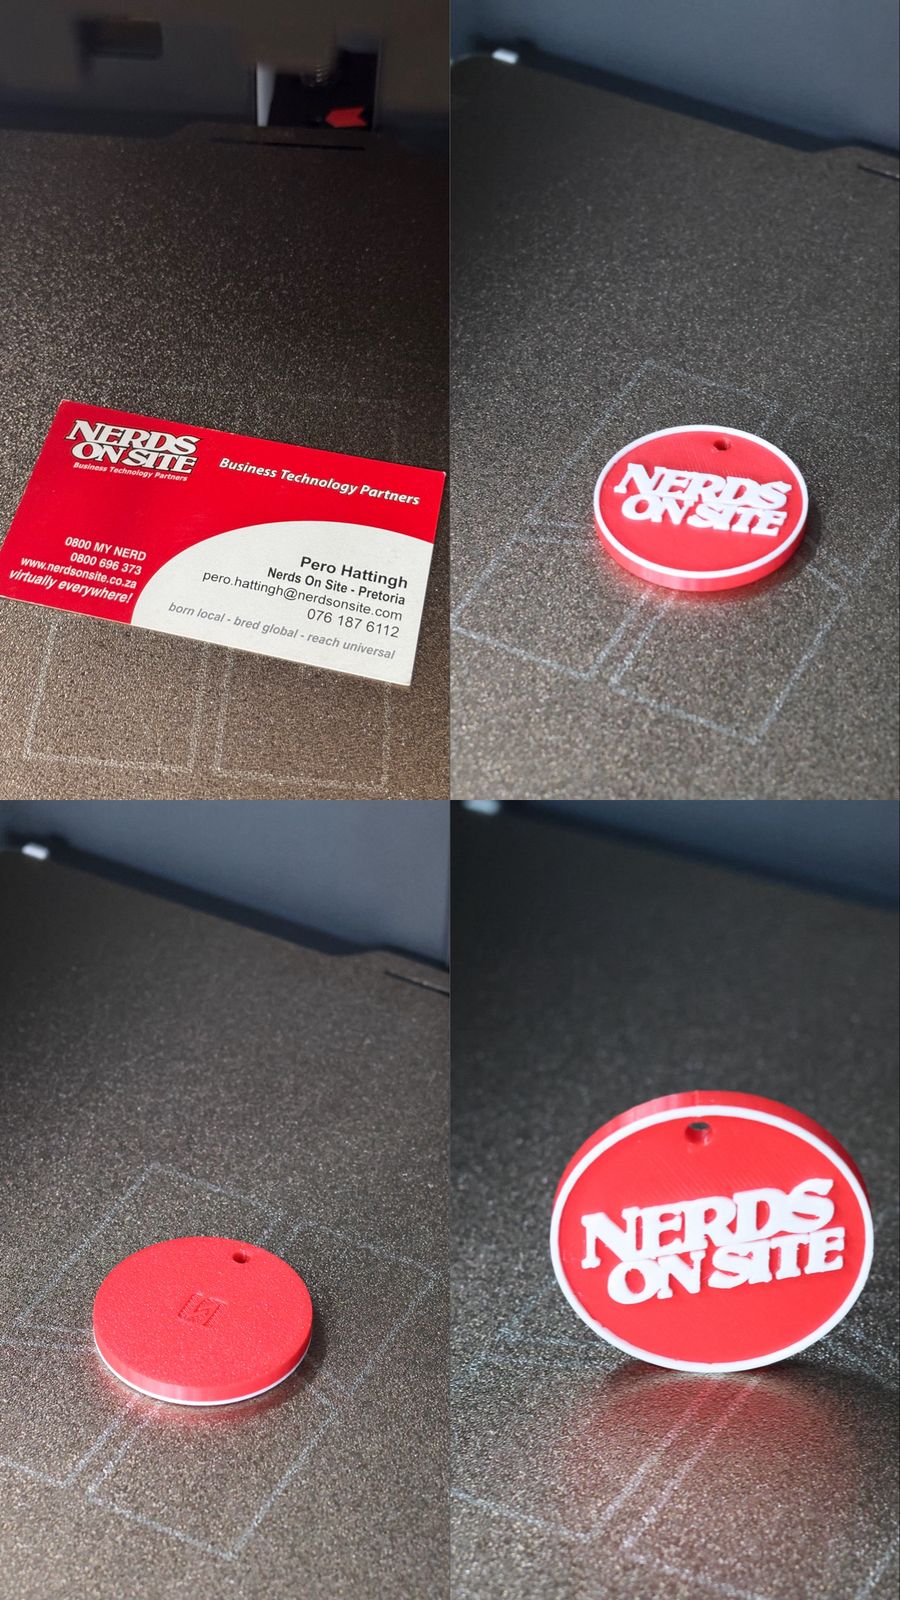 NERDS
ON SITE
Business Technology Partners
Business Technology Partners
0800 MY NERD
0800 696 373
www.nerdsonsite.co.za
virtually everywhere!
Pero Hattingh
Nerds On Site - Pretoria
pero.hattingh@nerdsonsite.com
076 187 6112
born local - bred global - reach universal
NERDS
ON SITE
NERDS
ON SITE